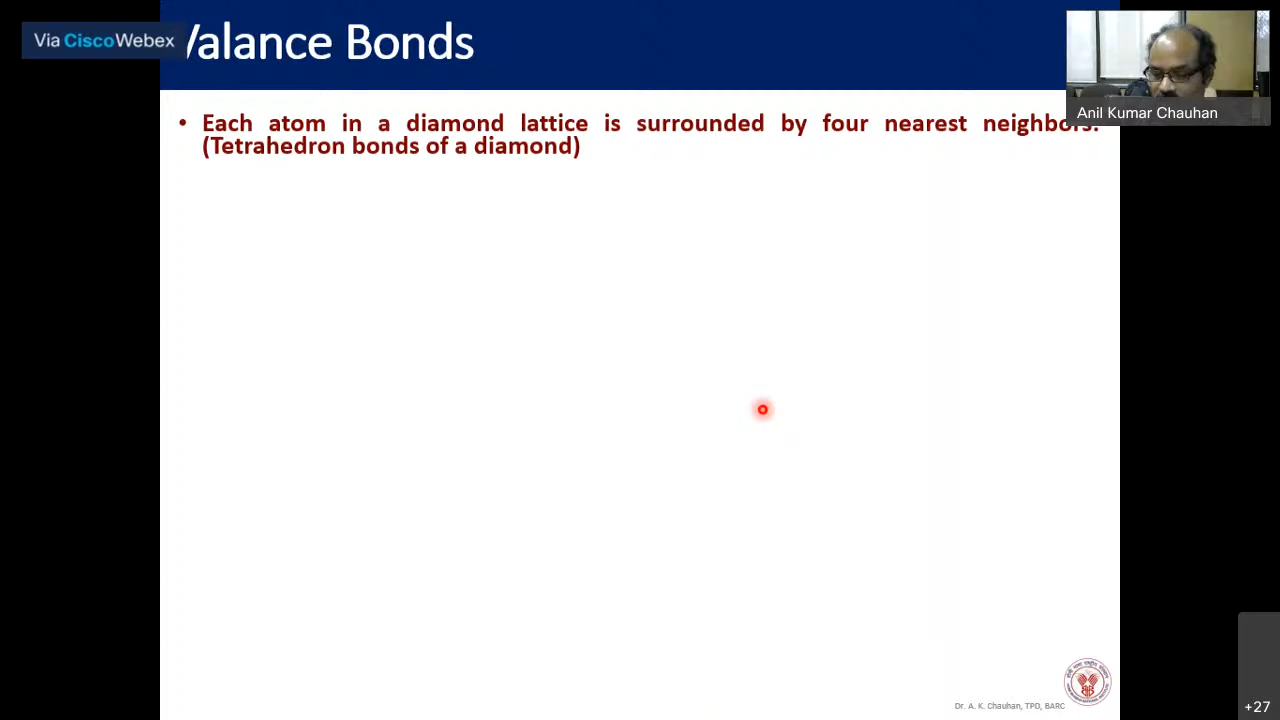 Via CiscoWebex
Valance Bonds
Anil Kumar Chauhan
• Each atom in a diamond lattice is surrounded by four nearest neighbors.
(Tetrahedron bonds of a diamond)
Dr. A. K. Chauhan, TPD, BARC
+27